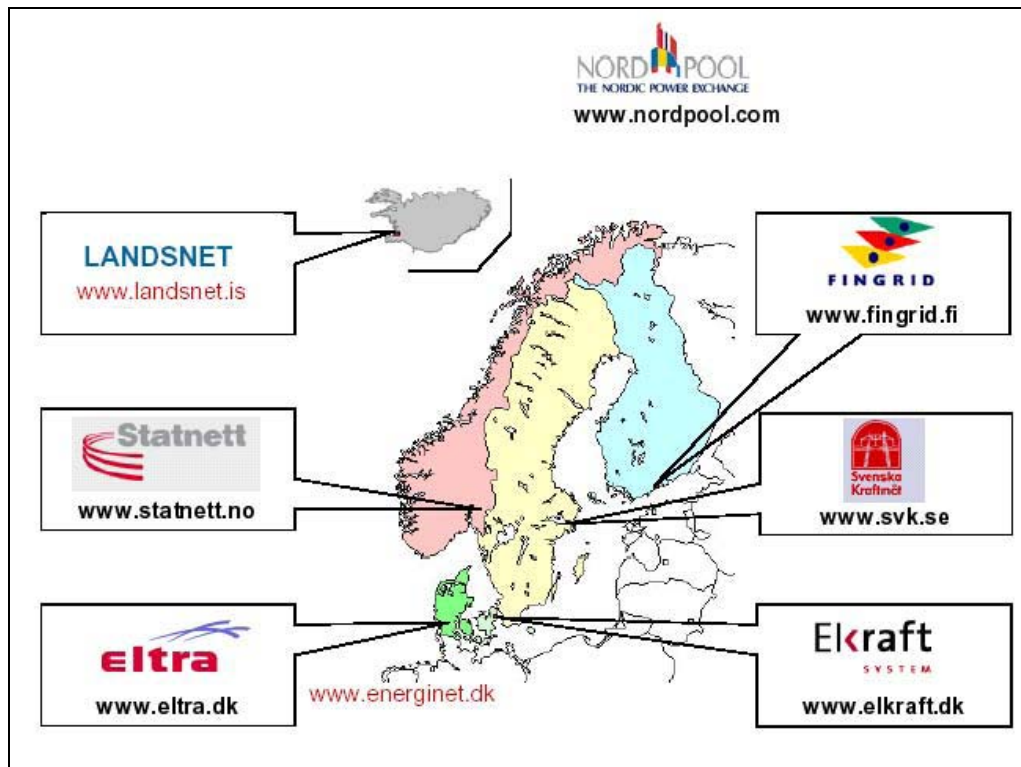 NORD POOL
THE NORDIC POWER EXCHANGE
www.nordpool.com
LANDSNET
www.landsnet.is
FINGRID
www.fingrid.fi
Statnett
www.statnett.no
Svenska
Kraftnät
www.svk.se
eltra
www.eltra.dk
www.energinet.dk
Elkraft
SYSTEM
www.elkraft.dk